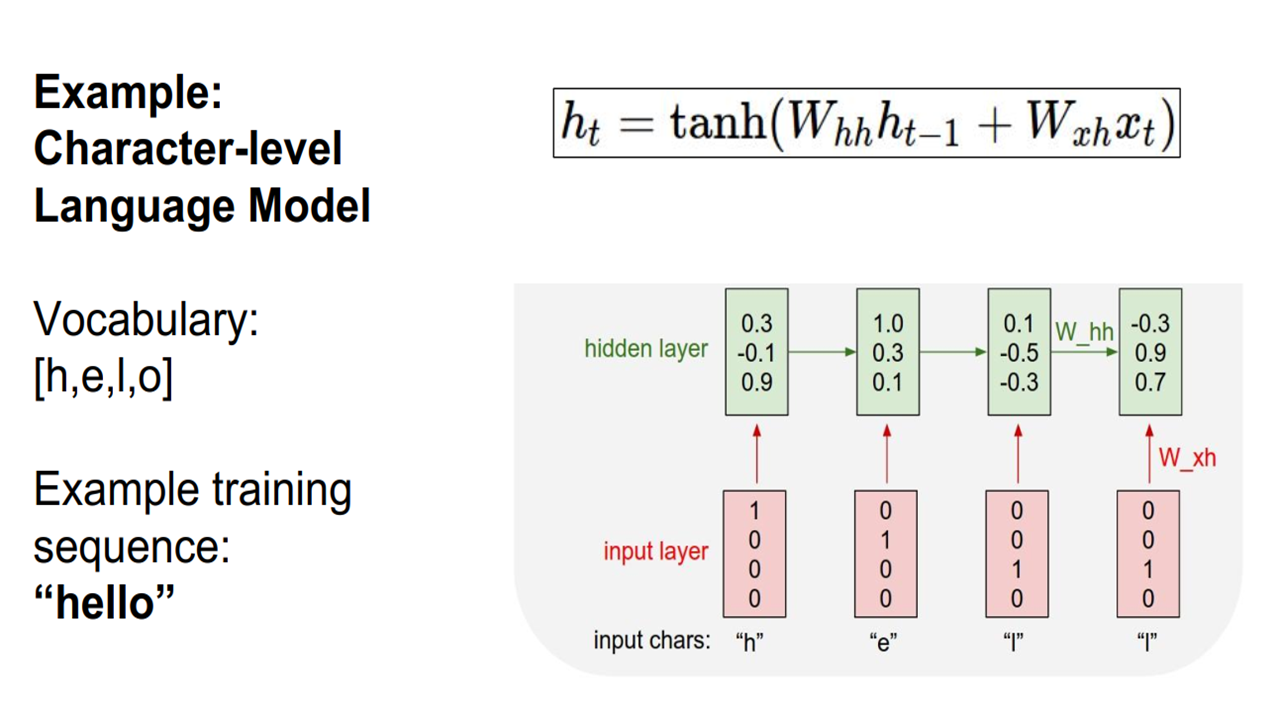 Example:
Character-level
Language Model
Vocabulary:
[h,e,l,o]
Example training
sequence:
“hello”
h_t = tanh(W_{hh}h_{t−1} + W_{xh}x_t)
hidden layer
0.3 1.0 0.1 W_hh -0.3
-0.1 0.3 -0.5 0.9
0.9 0.1 -0.3 0.7
W_xh
input layer
1 0 0 0
0 1 0 0
0 0 1 1
0 0 0 0
input chars: “h” “e” “l” “l”